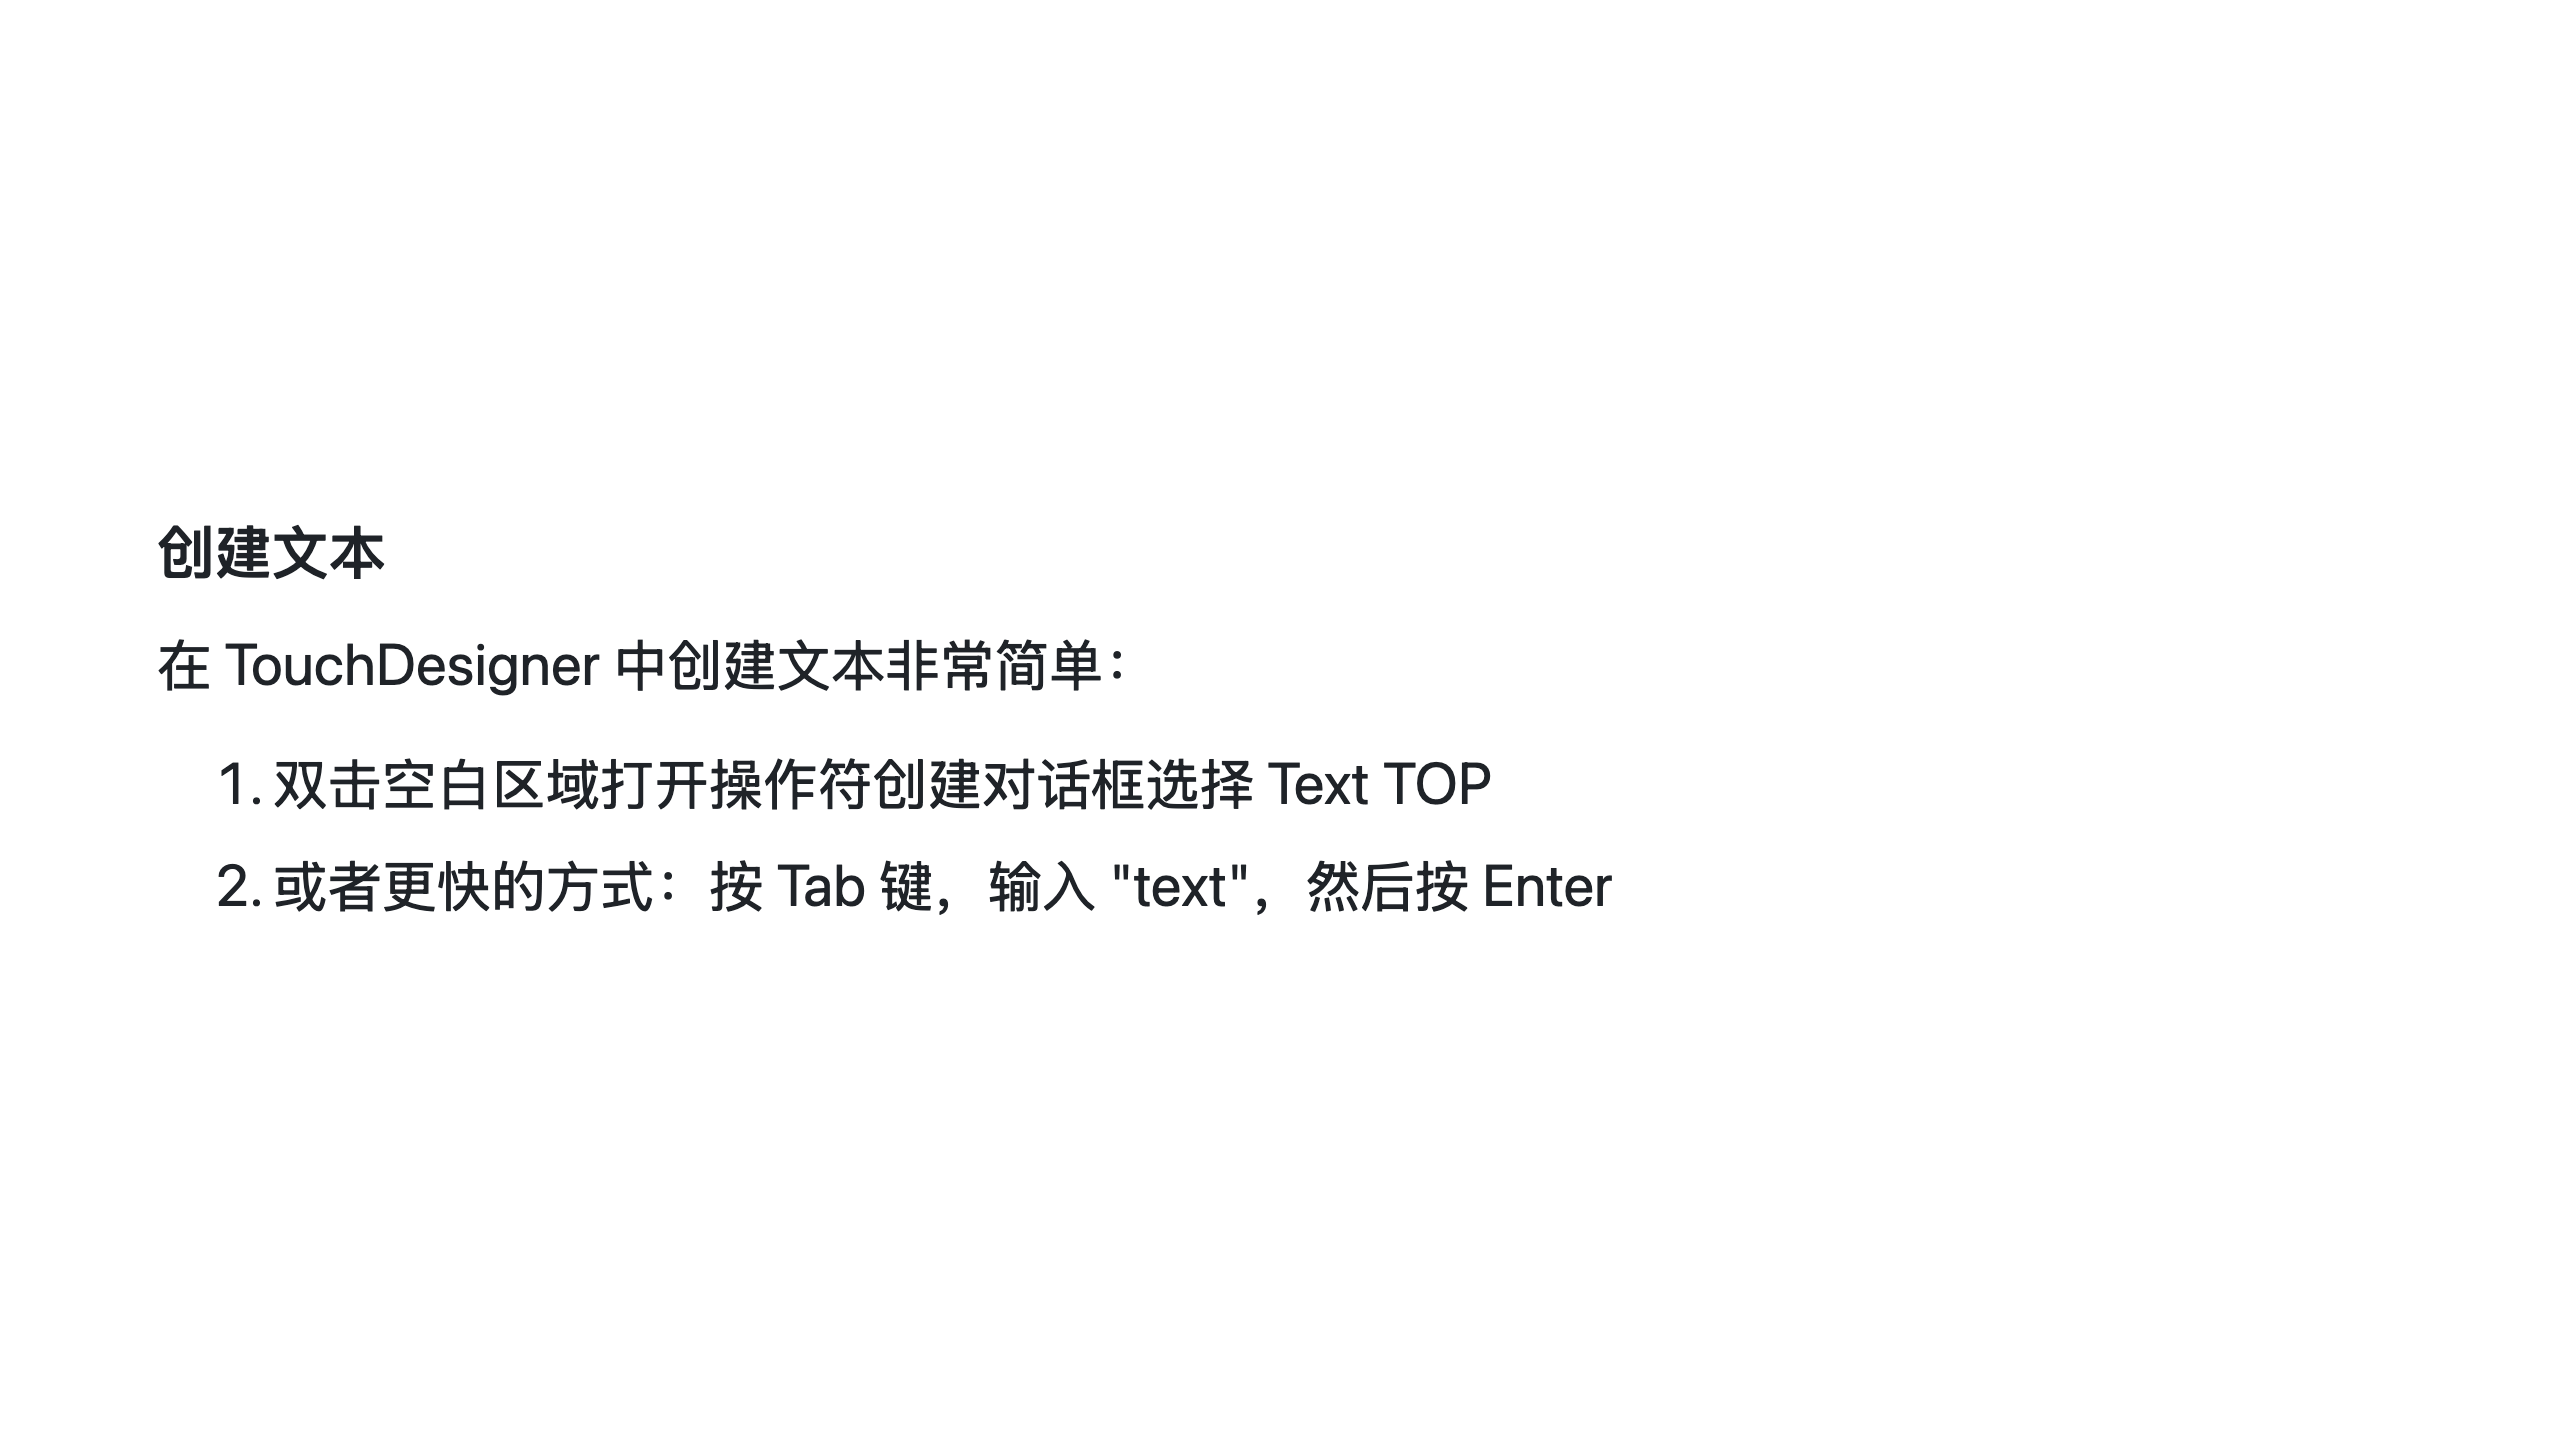 创建文本
在 TouchDesigner 中创建文本非常简单：
1. 双击空白区域打开操作符创建对话框选择 Text TOP
2. 或者更快的方式：按 Tab 键，输入 "text"，然后按 Enter